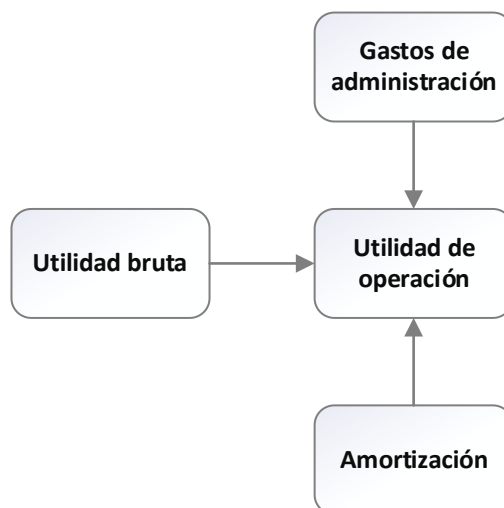 Gastos de
administración
Utilidad bruta
Utilidad de
operación
Amortización